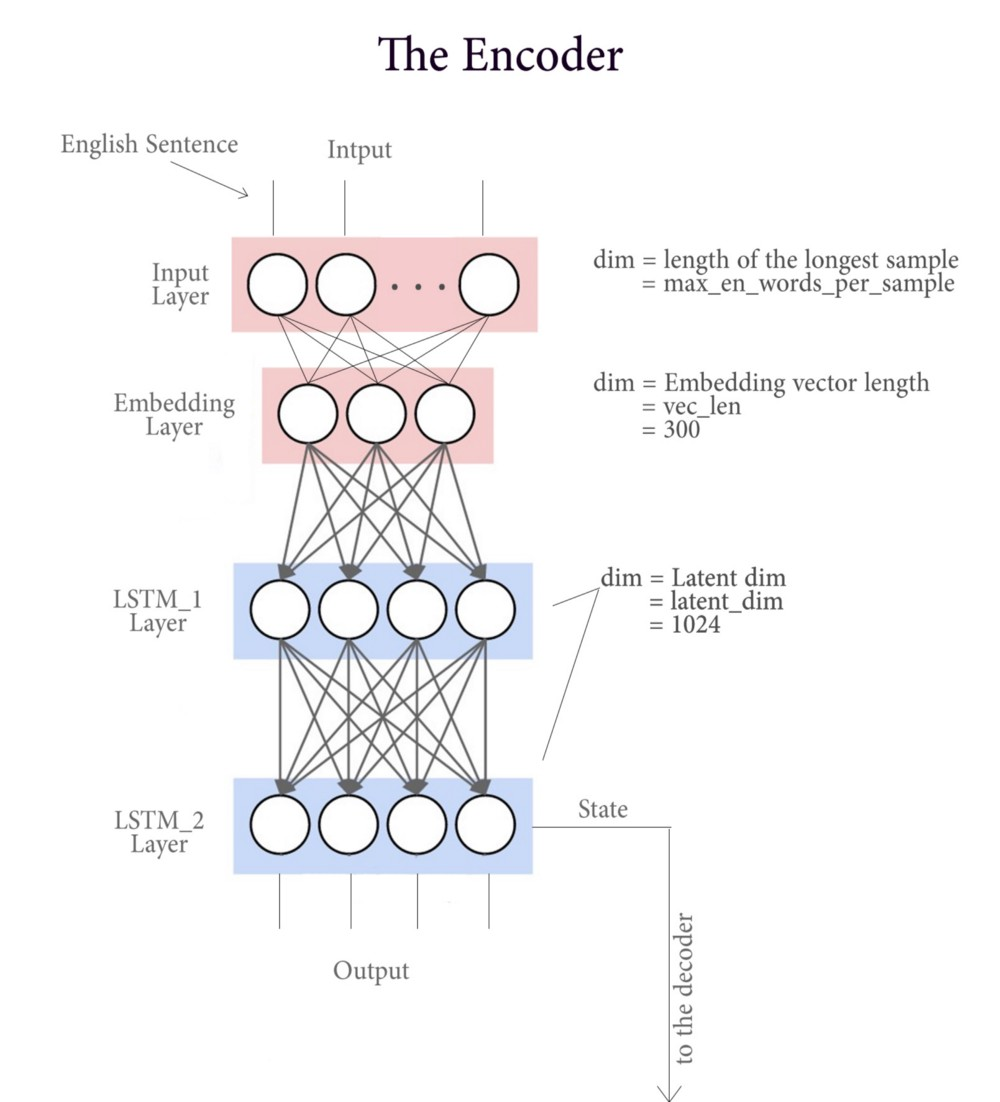 The Encoder
English Sentence
Intput
Input
Layer
dim = length of the longest sample
= max_en_words_per_sample
Embedding
Layer
dim = Embedding vector length
= vec_len
= 300
LSTM_1
Layer
dim = Latent dim
= latent_dim
= 1024
LSTM_2
Layer
State
to the decoder
Output